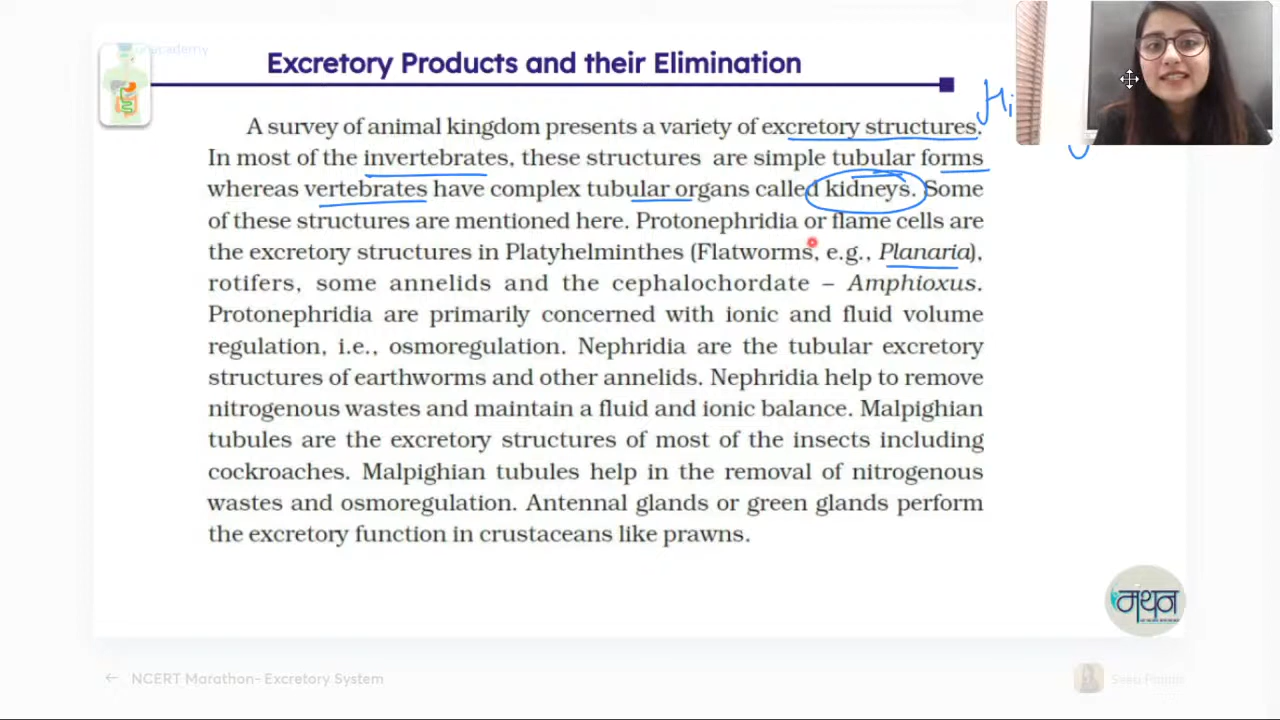 unacademy
Excretory Products and their Elimination
Hi
A survey of animal kingdom presents a variety of excretory structures.
In most of the invertebrates, these structures are simple tubular forms
whereas vertebrates have complex tubular organs called kidneys. Some
of these structures are mentioned here. Protonephridia or flame cells are
the excretory structures in Platyhelminthes (Flatworms, e.g., Planaria),
rotifers, some annelids and the cephalochordate – Amphioxus.
Protonephridia are primarily concerned with ionic and fluid volume
regulation, i.e., osmoregulation. Nephridia are the tubular excretory
structures of earthworms and other annelids. Nephridia help to remove
nitrogenous wastes and maintain a fluid and ionic balance. Malpighian
tubules are the excretory structures of most of the insects including
cockroaches. Malpighian tubules help in the removal of nitrogenous
wastes and osmoregulation. Antennal glands or green glands perform
the excretory function in crustaceans like prawns.
मंथन
← NCERT Marathon- Excretory System